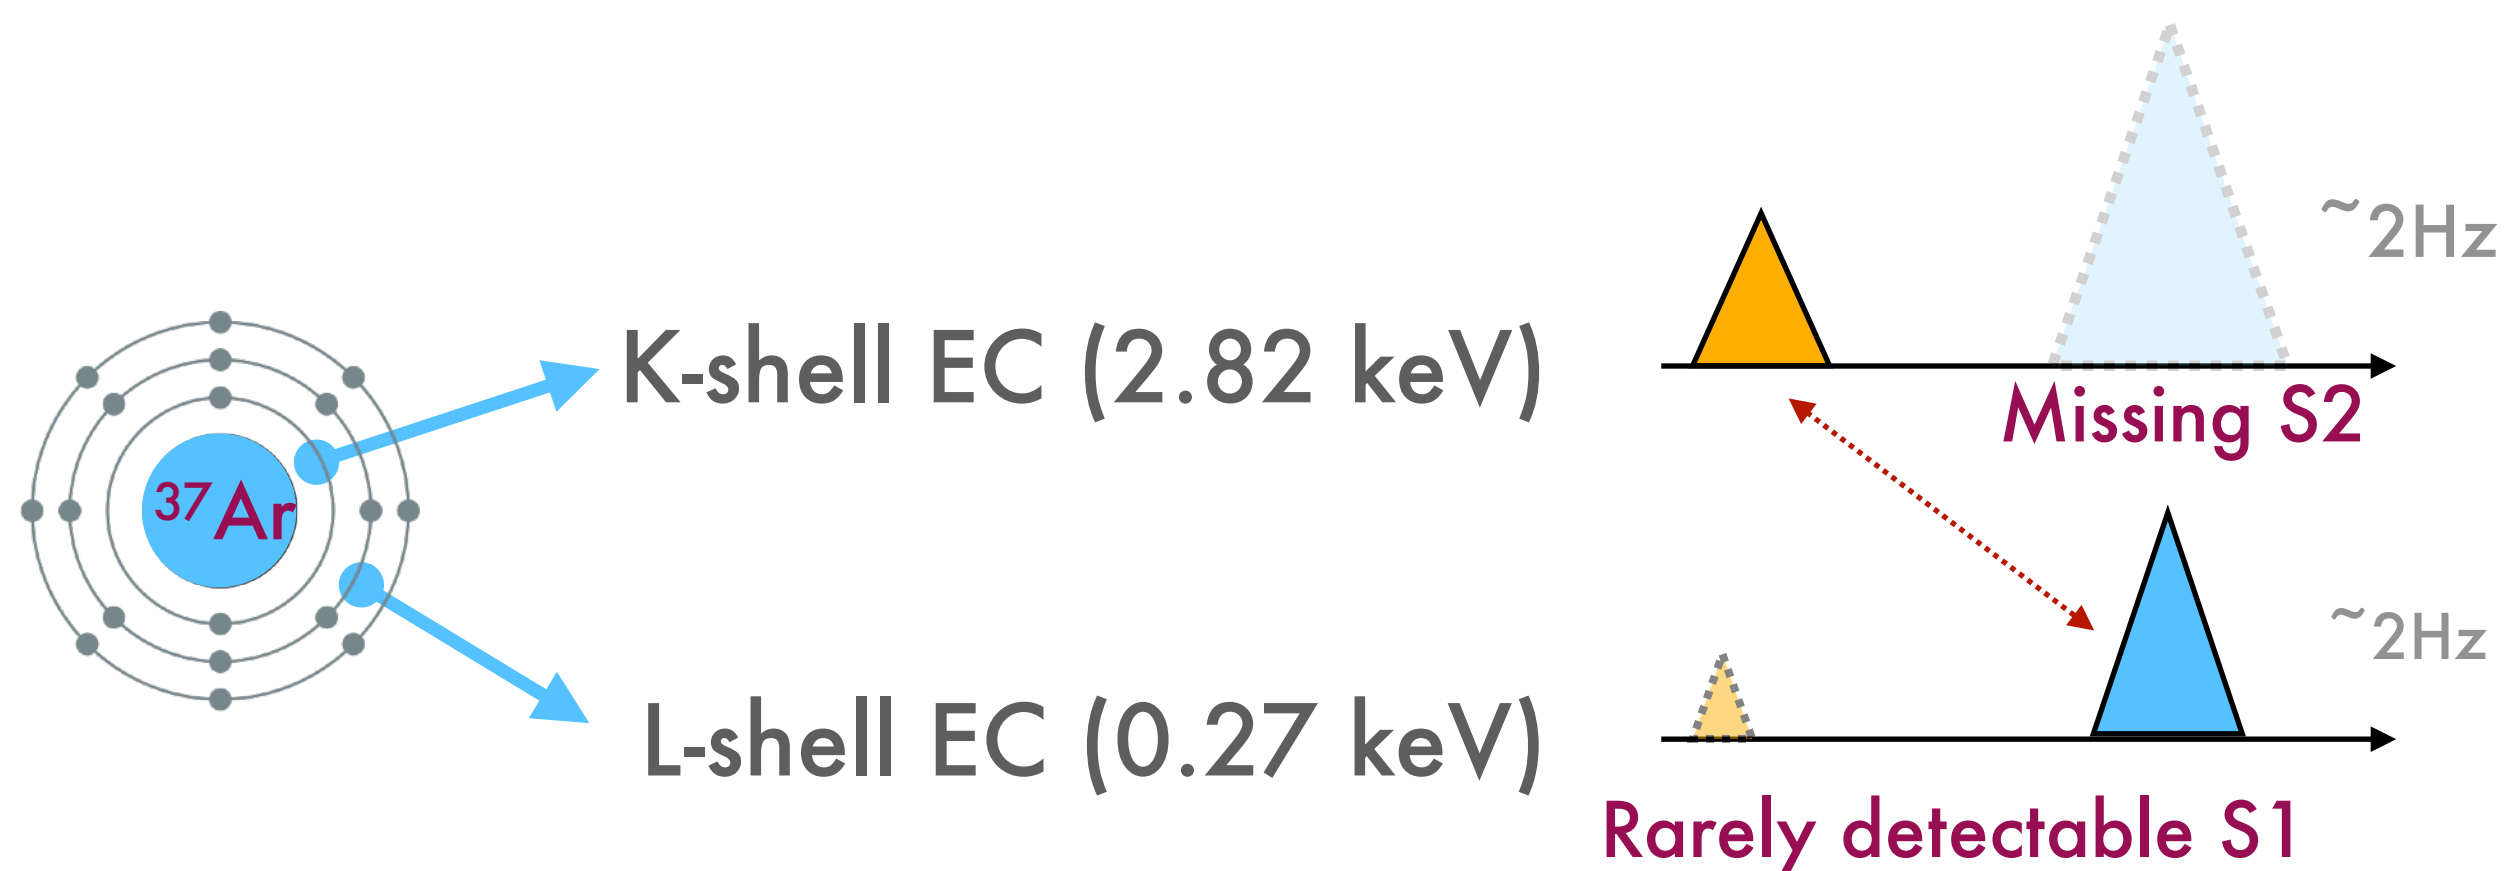 ~2Hz
K-shell EC (2.82 keV)
Missing S2
³⁷Ar
~2Hz
L-shell EC (0.27 keV)
Rarely detectable S1